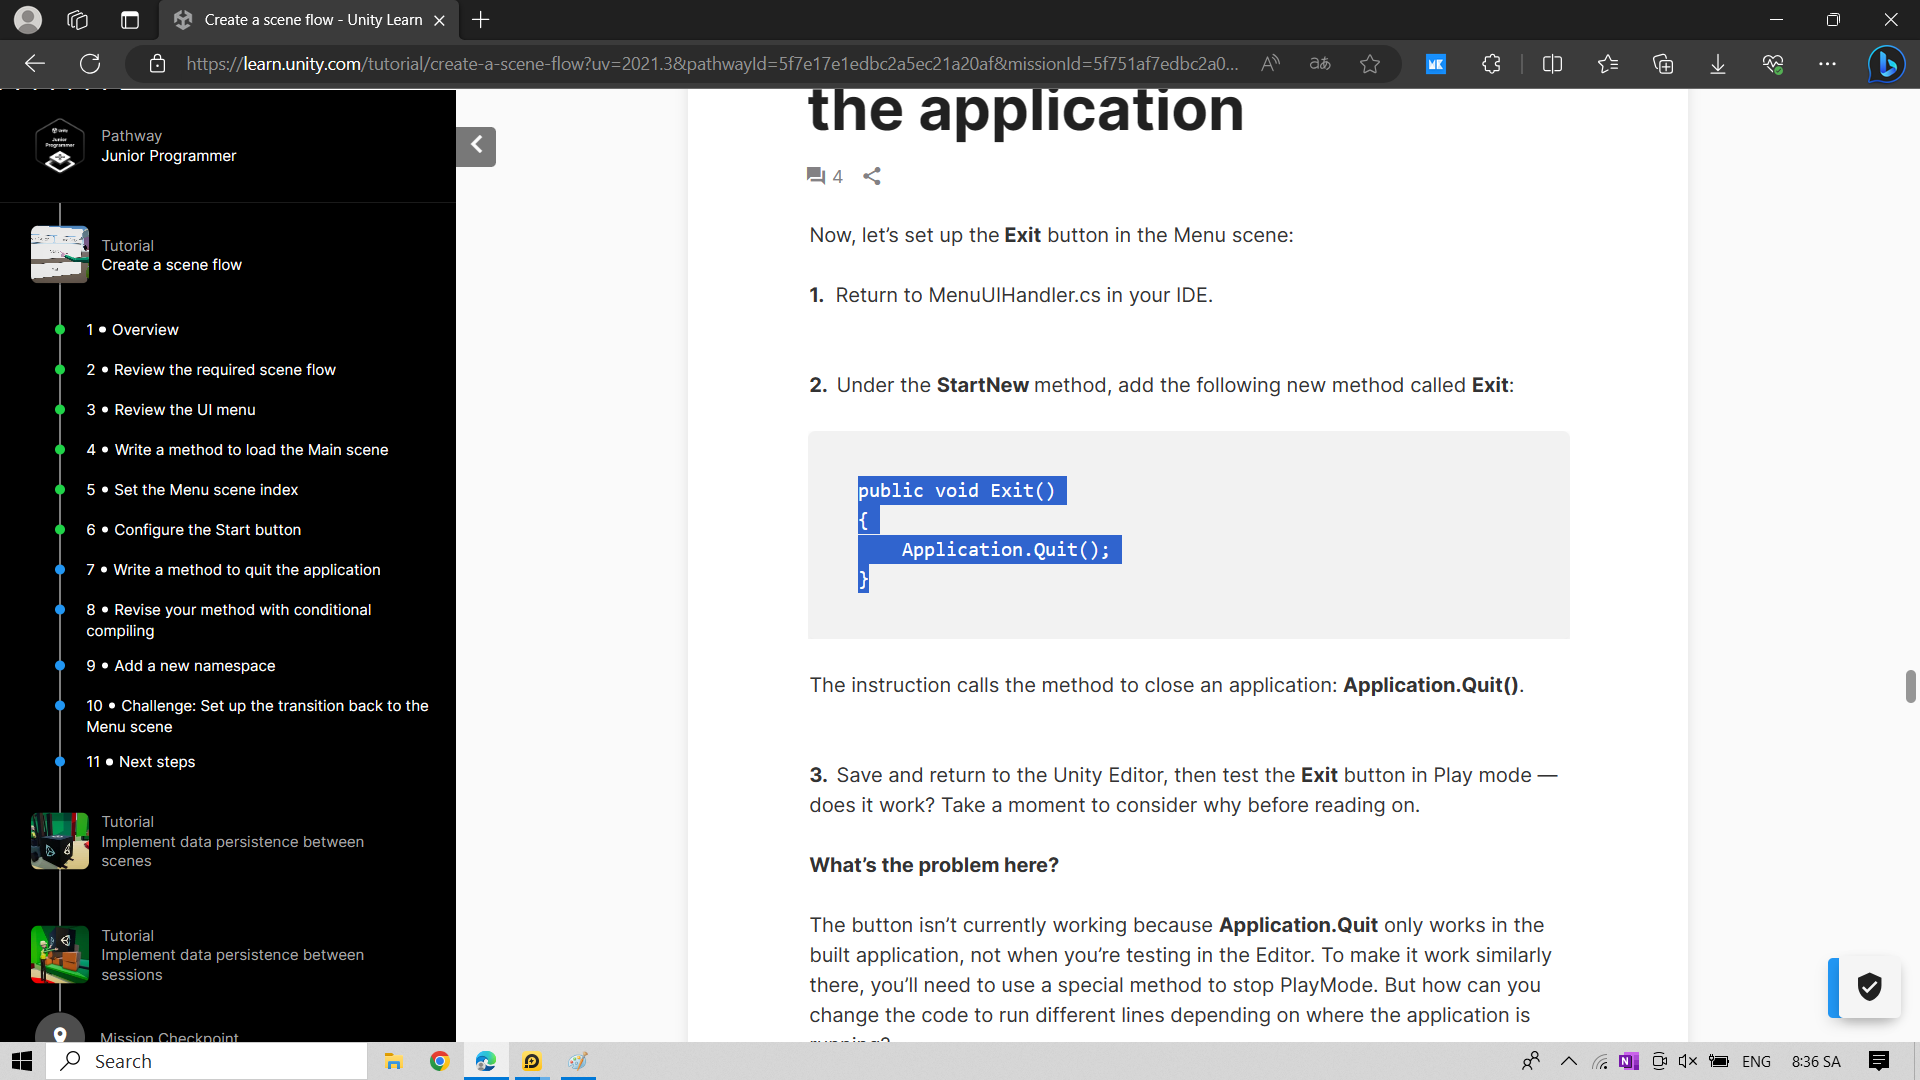 Create a scene flow - Unity Learn
https://learn.unity.com/tutorial/create-a-scene-flow?uv=2021.3&pathwayId=5f7e17e1edbc2a5ec21a20af&missionId=5f751af7edbc2a0...
Pathway
Junior Programmer
Tutorial
Create a scene flow
1 • Overview
2 • Review the required scene flow
3 • Review the UI menu
4 • Write a method to load the Main scene
5 • Set the Menu scene index
6 • Configure the Start button
7 • Write a method to quit the application
8 • Revise your method with conditional
compiling
9 • Add a new namespace
10 • Challenge: Set up the transition back to the
Menu scene
11 • Next steps
Tutorial
Implement data persistence between
scenes
Tutorial
Implement data persistence between
sessions
Mission Checkpoint
the application
4
Now, let’s set up the Exit button in the Menu scene:
1. Return to MenuUIHandler.cs in your IDE.
2. Under the StartNew method, add the following new method called Exit:
public void Exit()
{
    Application.Quit();
}
The instruction calls the method to close an application: Application.Quit().
3. Save and return to the Unity Editor, then test the Exit button in Play mode —
does it work? Take a moment to consider why before reading on.
What’s the problem here?
The button isn’t currently working because Application.Quit only works in the
built application, not when you’re testing in the Editor. To make it work similarly
there, you’ll need to use a special method to stop PlayMode. But how can you
change the code to run different lines depending on where the application is
running?
Search
ENG
8:36 SA